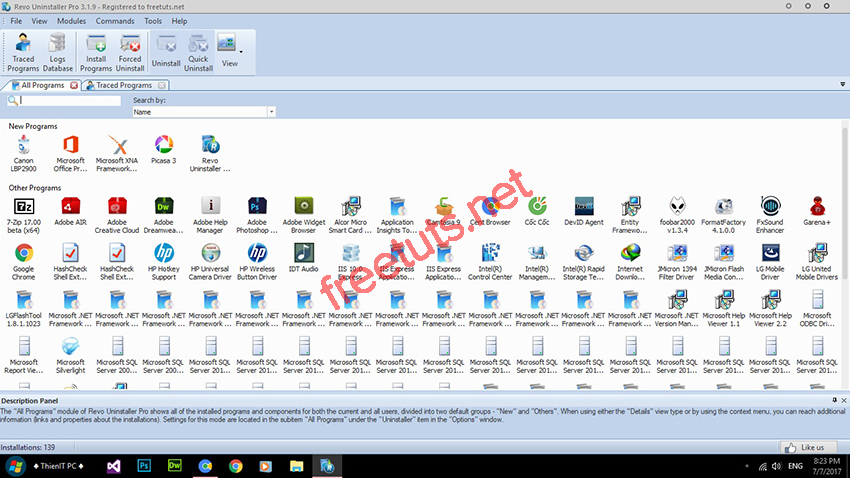 Revo Uninstaller Pro 3.1.9 - Registered to freetuts.net
File View Modules Commands Tools Help
Traced Programs
Logs Database
Install Programs
Forced Uninstall
Uninstall
Quick Uninstall
View
All Programs Traced Programs
Search by:
Name
New Programs
Canon LBP2900
Microsoft Office Pr...
Microsoft XNA Framework...
Picasa 3
Revo Uninstaller ...
Other Programs
7-Zip 17.00 beta (x64)
Adobe AIR
Adobe Creative Cloud
Adobe Dreamwea...
Adobe Help Manager
Adobe Photoshop ...
Adobe Widget Browser
Alcor Micro Smart Card ...
Application Insights To...
Camtasia 9
Cent Browser
Cốc Cốc
DevID Agent
Entity Framework...
foobar2000 v1.3.4
FormatFactory 4.1.0.0
FxSound Enhancer
Garena+
Google Chrome
HashCheck Shell Ext...
HashCheck Shell Ext...
HP Hotkey Support
HP Universal Camera Driver
HP Wireless Button Driver
IDT Audio
IIS 10.0 Express
IIS Express Applicatio...
IIS Express Applicatio...
Intel(R) Control Center
Intel(R) Managem...
Intel(R) Rapid Storage Te...
Internet Downlo...
JMicron 1394 Filter Driver
JMicron Flash Media Con...
LG Mobile Driver
LG United Mobile Drivers
LGFlashTool 1.8.1.1023
Microsoft .NET Framework ...
Microsoft .NET Framework ...
Microsoft .NET Framework ...
Microsoft .NET Framework ...
Microsoft .NET Framework ...
Microsoft .NET Framework ...
Microsoft .NET Framework ...
Microsoft .NET Framework ...
Microsoft .NET Framework ...
Microsoft .NET Framework ...
Microsoft .NET Framework ...
Microsoft .NET Framework ...
Microsoft .NET Framework ...
Microsoft .NET Version Man...
Microsoft Help Viewer 1.1
Microsoft Help Viewer 2.2
Microsoft ODBC Dri...
Microsoft Report View...
Microsoft Silverlight
Microsoft SQL Server 200...
Microsoft SQL Server 200...
Microsoft SQL Server 201...
Microsoft SQL Server 201...
Microsoft SQL Server 201...
Microsoft SQL Server 201...
Microsoft SQL Server 201...
Microsoft SQL Server 201...
Microsoft SQL Server 201...
Microsoft SQL Server 201...
Microsoft SQL Server 201...
Microsoft SQL Server 201...
Microsoft SQL Server 201...
Microsoft SQL Server 201...
Microsoft SQL Server 201...
Microsoft SQL Server 201...
freetuts.net
Description Panel
The "All Programs" module of Revo Uninstaller Pro shows all of the installed programs and components for both the current and all users, divided into two default groups - "New" and "Others". When using either the "Details" view type or by using the context menu, you can reach additional
information (links and properties about the installations). Settings for this mode are located in the subitem "All Programs" under the "Uninstaller" item in the "Options" window.
Installations: 139
Like us
♦ ThienIT PC ♦
ENG
8:23 PM
7/7/2017